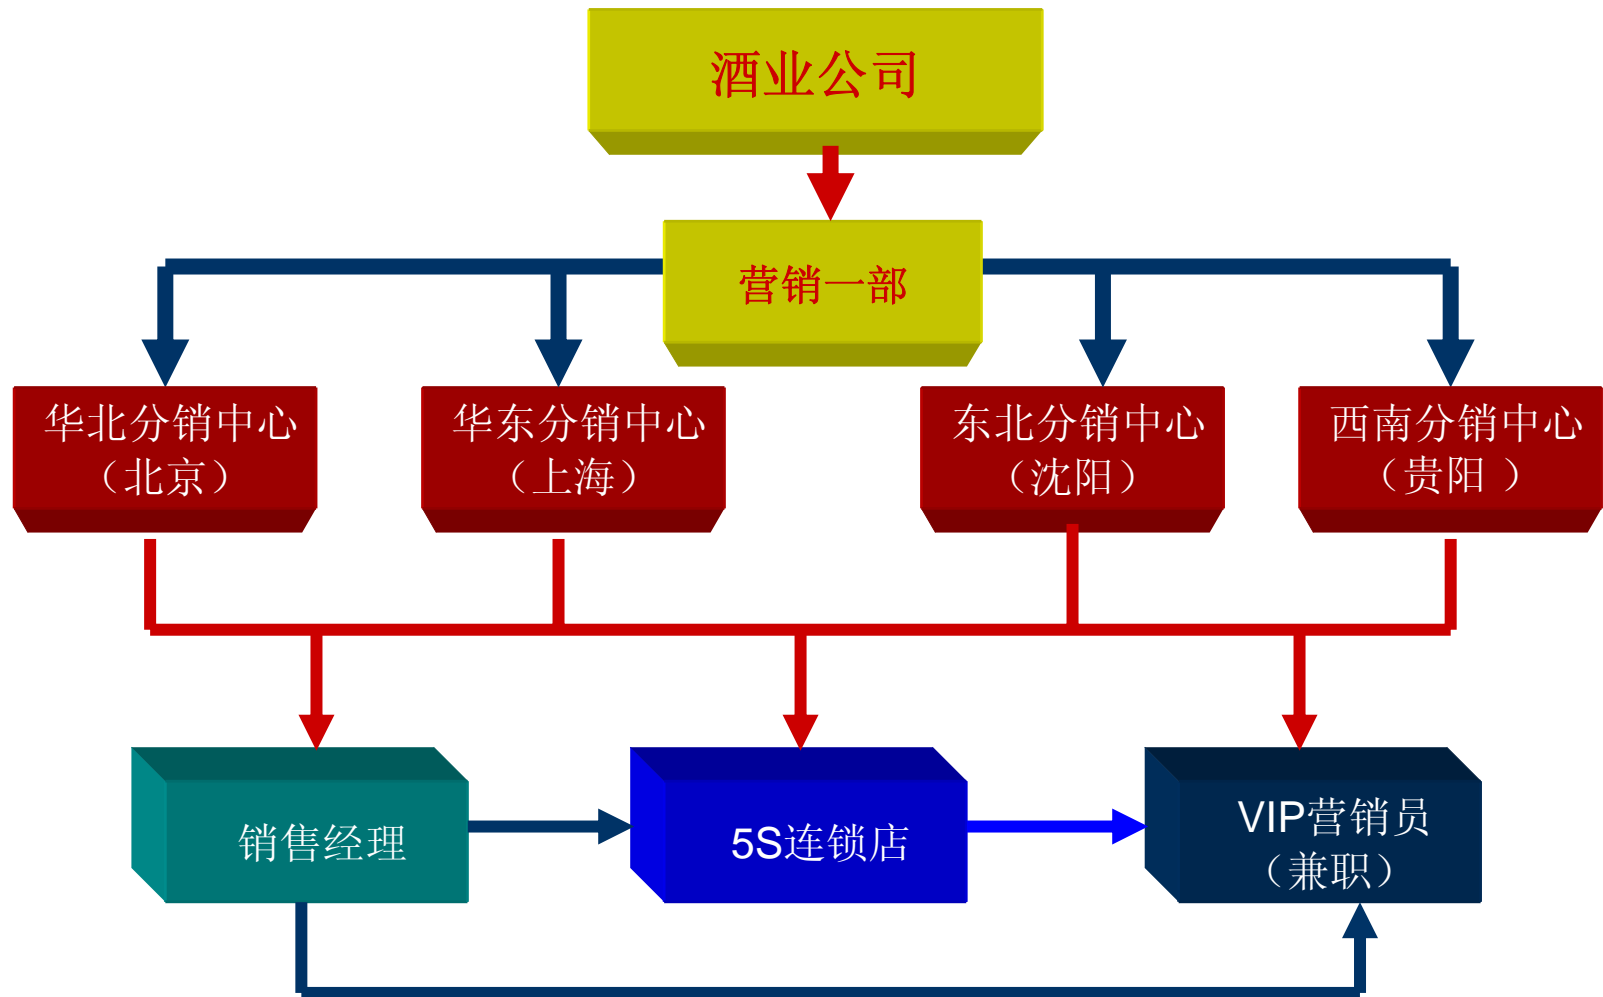 酒业公司
营销一部
华北分销中心
（北京）
华东分销中心
（上海）
东北分销中心
（沈阳）
西南分销中心
（贵阳 ）
销售经理
5S连锁店
VIP营销员
（兼职）